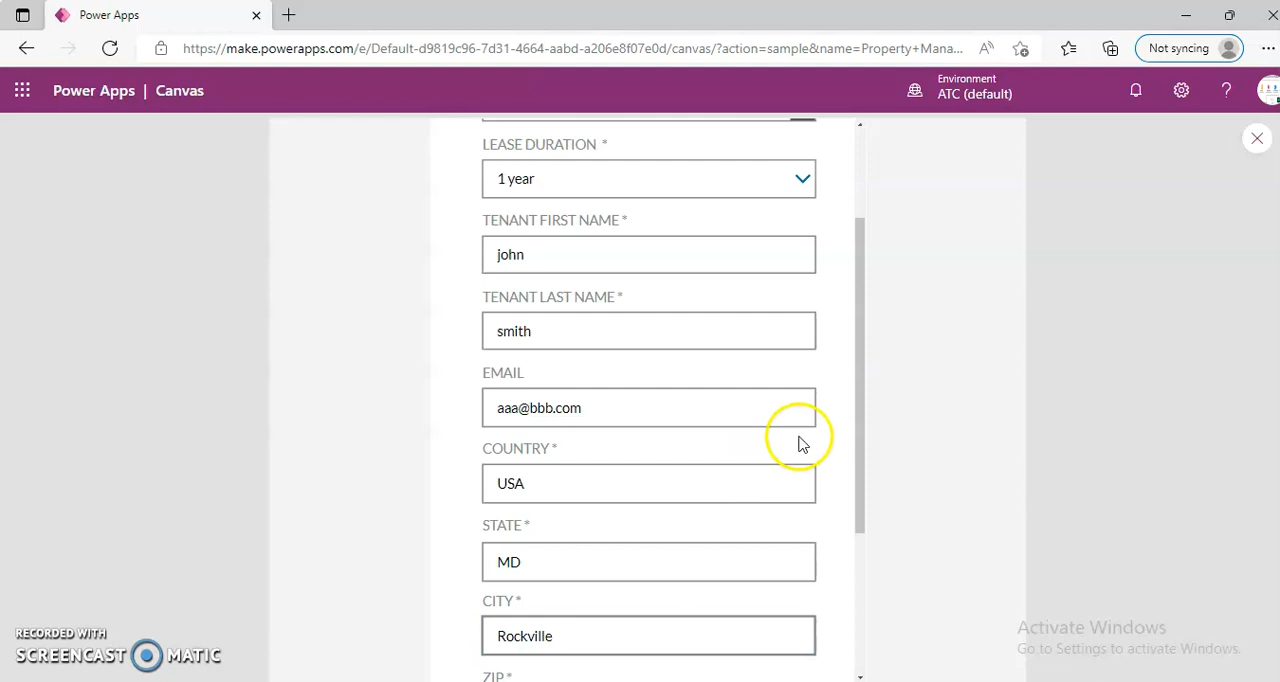 Power Apps
https://make.powerapps.com/e/Default-d9819c96-7d31-4664-aabd-a206e8f07e0d/canvas/?action=sample&name=Property+Mana...
Not syncing
Power Apps | Canvas
Environment
ATC (default)
LEASE DURATION *
1 year
TENANT FIRST NAME *
john
TENANT LAST NAME *
smith
EMAIL
aaa@bbb.com
COUNTRY *
USA
STATE *
MD
CITY *
Rockville
ZIP *
Activate Windows
Go to Settings to activate Windows.
RECORDED WITH
SCREENCAST MATIC